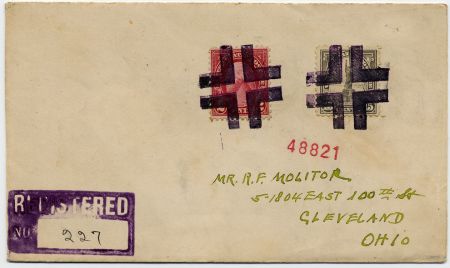 48821
MR. R.F. MOLITOR
5-1804 EAST 100TH St
CLEVELAND
OHIO
REGISTERED
NO. 227